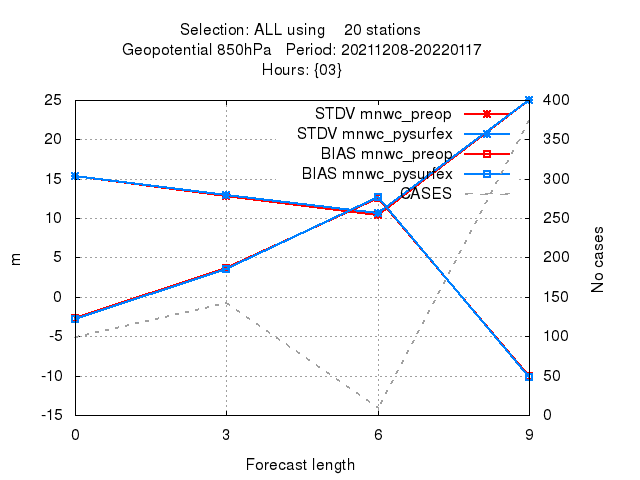 Selection: ALL using 20 stations
Geopotential 850hPa Period: 20211208-20220117
Hours: {03}
25 400
STDV mnwc_preop
20 350
STDV mnwc_pysurfex
BIAS mnwc_preop
15 300
BIAS mnwc_pysurfex
CASES
10 250
5 200
m
No cases
0 150
-5 100
-10 50
-15 0
0 3 6 9
Forecast length